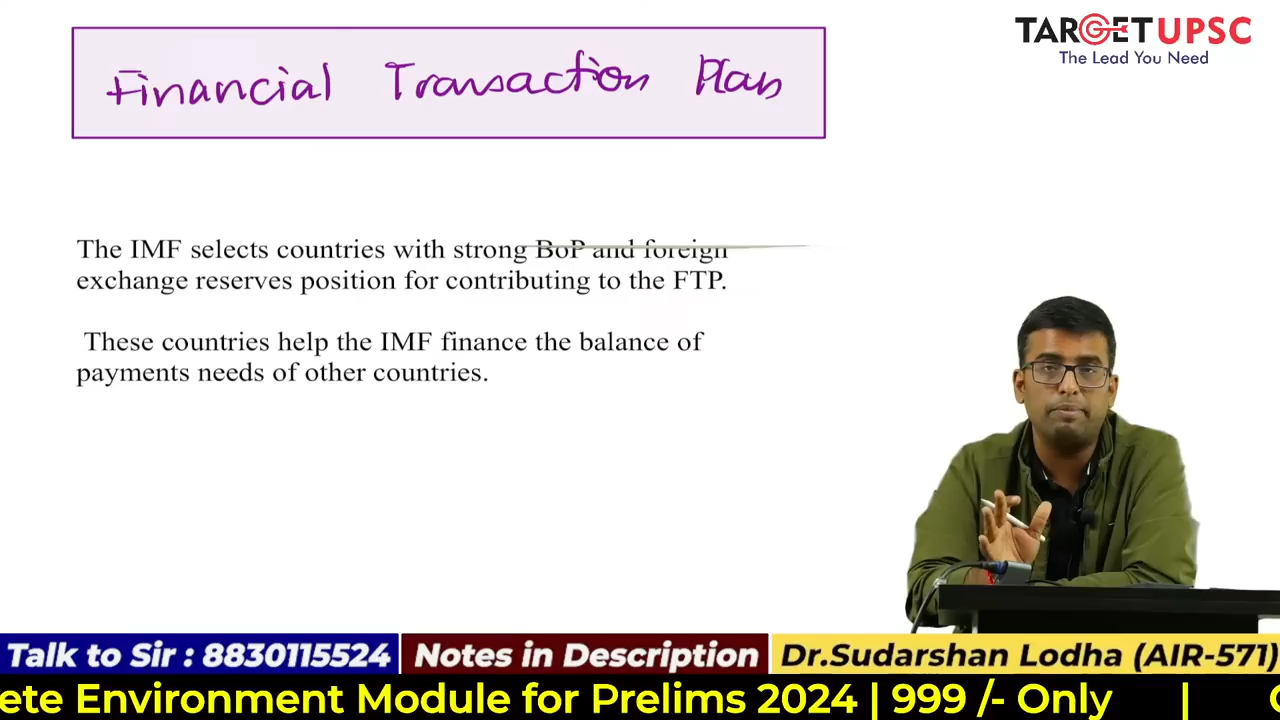 TARGET UPSC
The Lead You Need
Financial Transaction Plan
The IMF selects countries with strong BoP and foreign
exchange reserves position for contributing to the FTP.
These countries help the IMF finance the balance of
payments needs of other countries.
Talk to Sir : 8830115524
Notes in Description
Dr.Sudarshan Lodha (AIR-571)
ete Environment Module for Prelims 2024 | 999 /- Only |